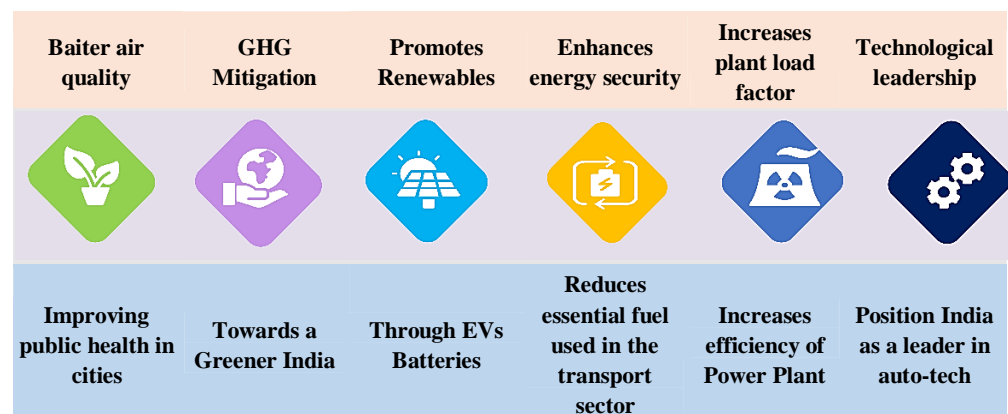 Baiter air
quality
GHG
Mitigation
Promotes
Renewables
Enhances
energy security
Increases
plant load
factor
Technological
leadership
Improving
public health in
cities
Towards a
Greener India
Through EVs
Batteries
Reduces
essential fuel
used in the
transport
sector
Increases
efficiency of
Power Plant
Position India
as a leader in
auto-tech